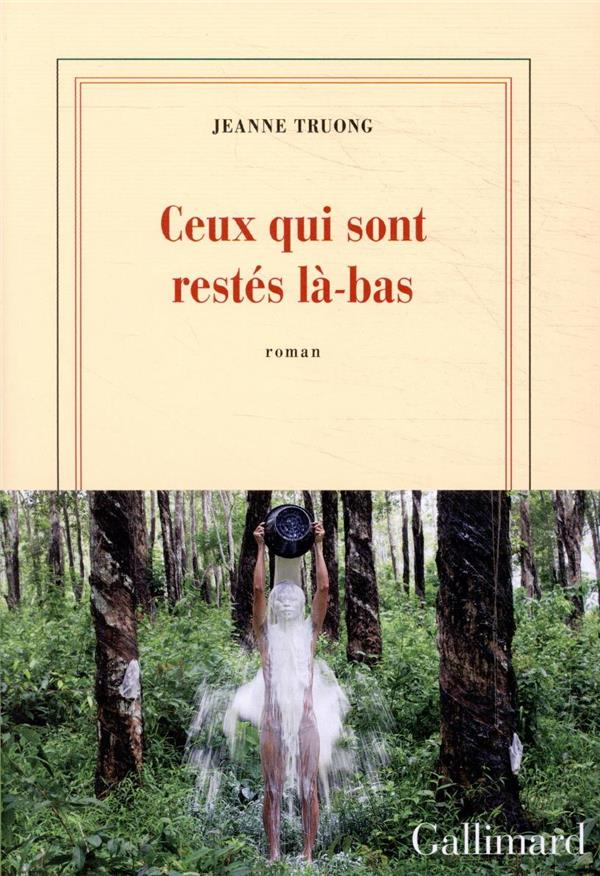 JEANNE TRUONG
Ceux qui sont
restés là-bas
roman
Gallimard